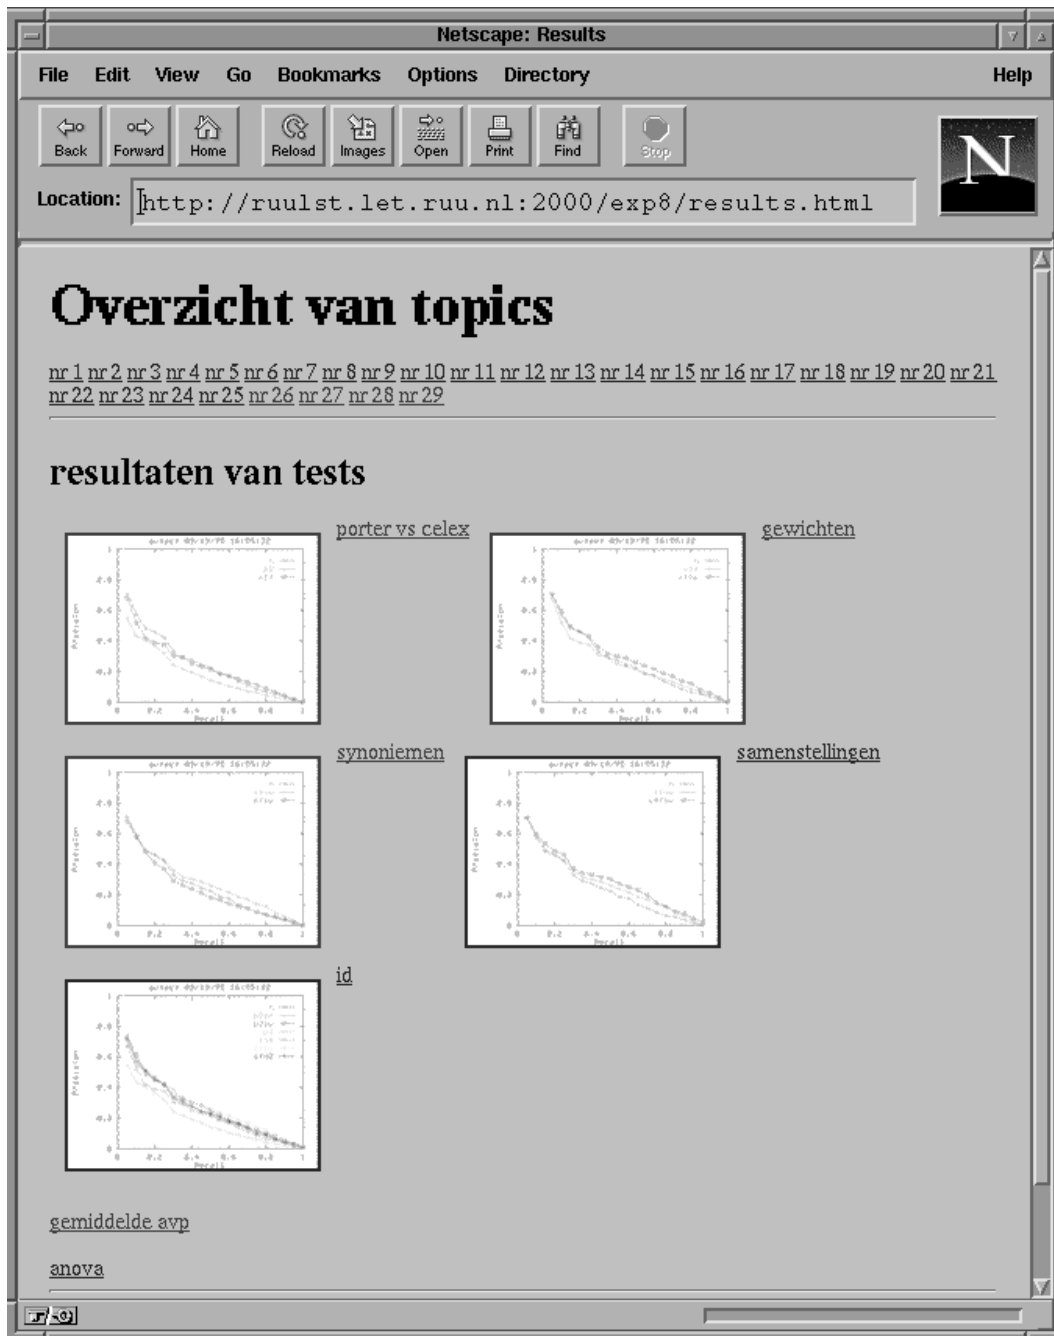 Netscape: Results
File Edit View Go Bookmarks Options Directory Help
Back Forward Home Reload Images Open Print Find Stop
N
Location: http://ruulst.let.ruu.nl:2000/exp8/results.html
Overzicht van topics
nr 1 nr 2 nr 3 nr 4 nr 5 nr 6 nr 7 nr 8 nr 9 nr 10 nr 11 nr 12 nr 13 nr 14 nr 15 nr 16 nr 17 nr 18 nr 19 nr 20 nr 21
nr 22 nr 23 nr 24 nr 25 nr 26 nr 27 nr 28 nr 29
resultaten van tests
porter vs celex gewichten
synoniemen samenstellingen
id
gemiddelde avp
anova